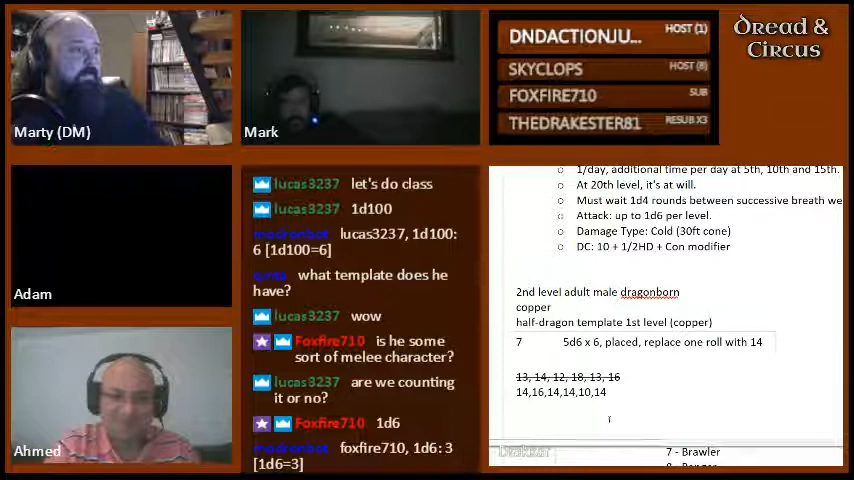 Marty (DM)
Mark
DNDACTIONJU... HOST (1)
SKYCLOPS HOST (8)
FOXFIRE710 SUB
THEDRAKESTER81 RESUB X3
Dread &
Circus
Adam
Ahmed
lucas3237 let's do class
lucas3237 1d100
modronbot lucas3237, 1d100:
6 [1d100=6]
what template does he
have?
lucas3237 wow
Foxfire710 is he some
sort of melee character?
lucas3237 are we counting
it or no?
Foxfire710 1d6
modronbot foxfire710, 1d6: 3
[1d6=3]
○ 1/day, additional time per day at 5th, 10th and 15th.
○ At 20th level, it's at will.
○ Must wait 1d4 rounds between successive breath we
○ Attack: up to 1d6 per level.
○ Damage Type: Cold (30ft cone)
○ DC: 10 + 1/2HD + Con modifier
2nd level adult male dragonborn
copper
half-dragon template 1st level (copper)
7 5d6 x 6, placed, replace one roll with 14
13, 14, 12, 18, 13, 16
14,16,14,14,10,14
7 - Brawler